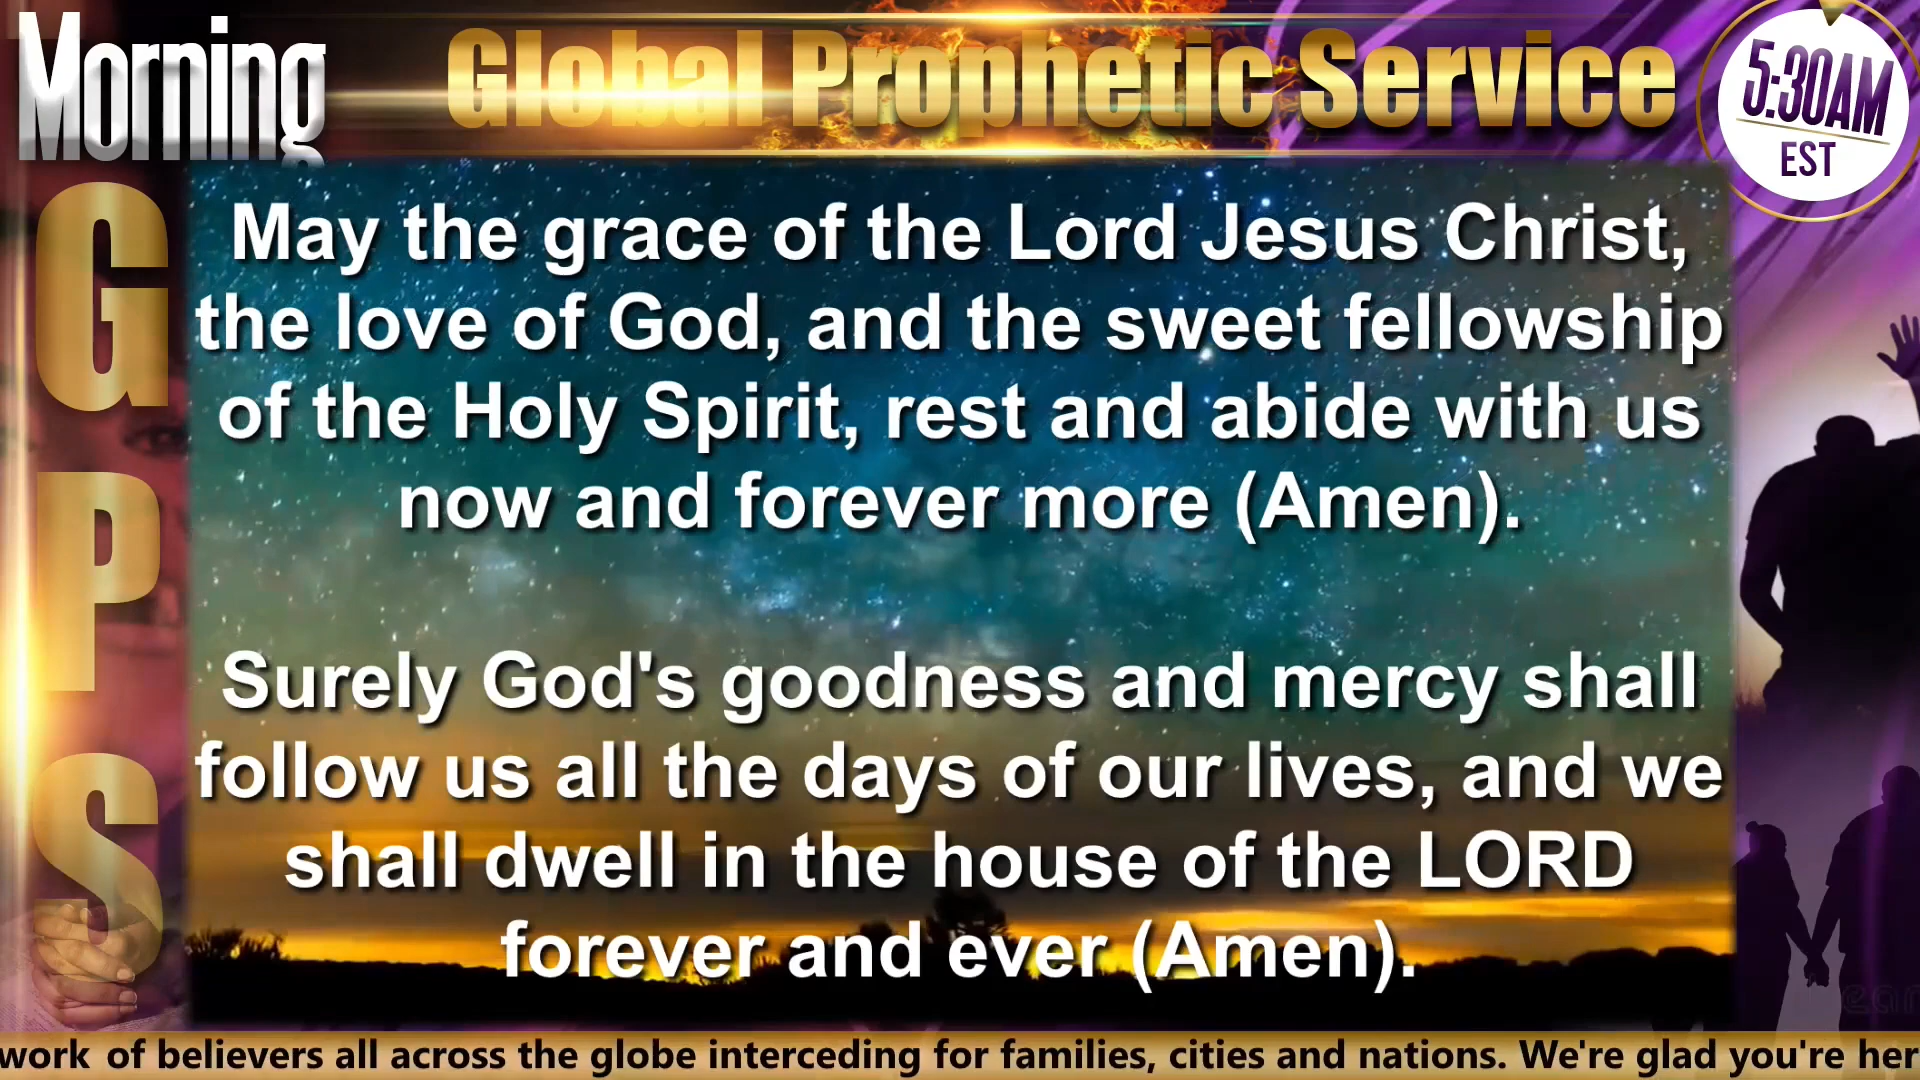 Morning
Global Prophetic Service
5:30AM
EST
G
P
S
May the grace of the Lord Jesus Christ,
the love of God, and the sweet fellowship
of the Holy Spirit, rest and abide with us
now and forever more (Amen).
Surely God's goodness and mercy shall
follow us all the days of our lives, and we
shall dwell in the house of the LORD
forever and ever (Amen).
work of believers all across the globe interceding for families, cities and nations. We're glad you're her